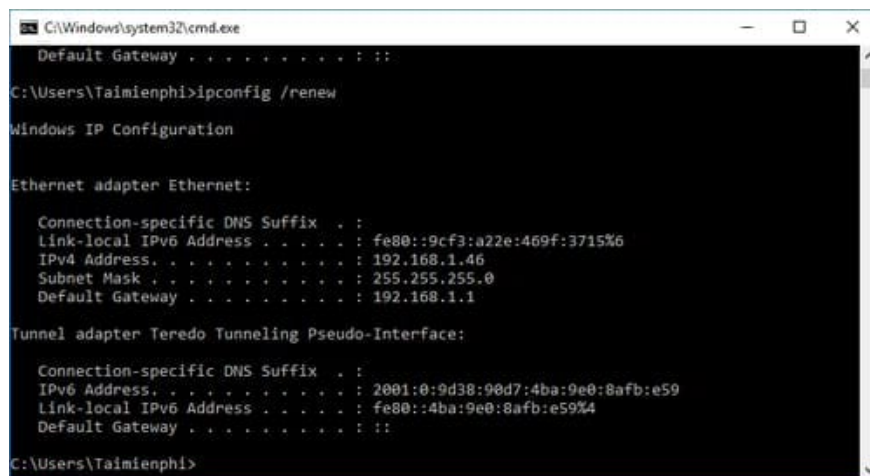 C:\Windows\system32\cmd.exe
Default Gateway . . . . . . . . . : ::
C:\Users\Taimienphi>ipconfig /renew
Windows IP Configuration
Ethernet adapter Ethernet:
Connection-specific DNS Suffix  . :
Link-local IPv6 Address . . . . . : fe80::9cf3:a22e:469f:3715%6
IPv4 Address. . . . . . . . . . . : 192.168.1.46
Subnet Mask . . . . . . . . . . . : 255.255.255.0
Default Gateway . . . . . . . . . : 192.168.1.1
Tunnel adapter Teredo Tunneling Pseudo-Interface:
Connection-specific DNS Suffix  . :
IPv6 Address. . . . . . . . . . . : 2001:0:9d38:90d7:4ba:9e0:8afb:e59
Link-local IPv6 Address . . . . . : fe80::4ba:9e0:8afb:e59%4
Default Gateway . . . . . . . . . : ::
C:\Users\Taimienphi>